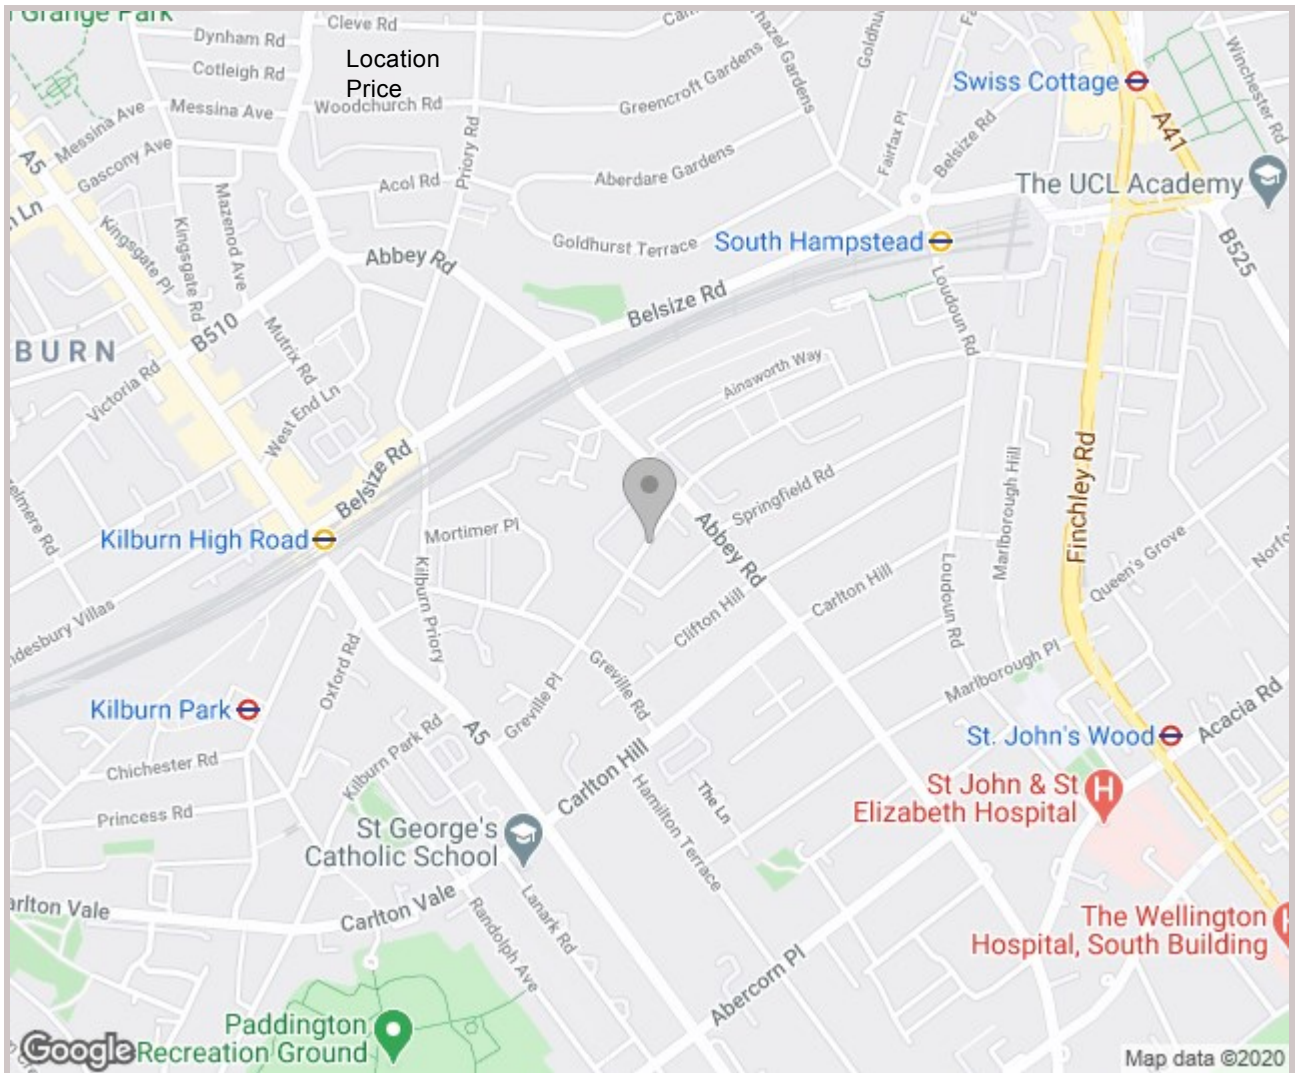 Grange Park
Cleve Rd
Dynham Rd
Location
Price
Cotleigh Rd
Messina Ave
Woodchurch Rd
Greencroft Gardens
Goldhu
Winchester Rd
Swiss Cottage
A41
Messina Ave
Gascony Ave
A5
Priory Rd
Fairfax Pl
Belsize Rd
Acol Rd
Aberdare Gardens
The UCL Academy
Mazenod Ave
Kingsgate Pl
Kingsgate Rd
Abbey Rd
Goldhurst Terrace
South Hampstead
B525
Loudoun Rd
Belsize Rd
B510
Mutrix Rd
BURN
Victoria Rd
West End Ln
Ainsworth Way
Belsize Rd
Finchley Rd
Marlborough Hill
Springfield Rd
Kilburn High Road
Mortimer Pl
Abbey Rd
Kilburn Priory
Loudoun Rd
Queen's Grove
Norfo
Carlton Hill
Clifton Hill
ndesbury Villas
Oxford Rd
Greville Rd
Marlborough Pl
Greville Pl
Kilburn Park
Acacia Rd
St. John's Wood
A5
Kilburn Park Rd
Chichester Rd
Carlton Hill
Princess Rd
Hamilton Terrace
The Ln
St John & St
Elizabeth Hospital
St George's
Catholic School
arlton Vale
Carlton Vale
Lanark Rd
Randolph Ave
The Wellington
Hospital, South Building
Abercorn Pl
Paddington
Recreation Ground
Google
Map data ©2020